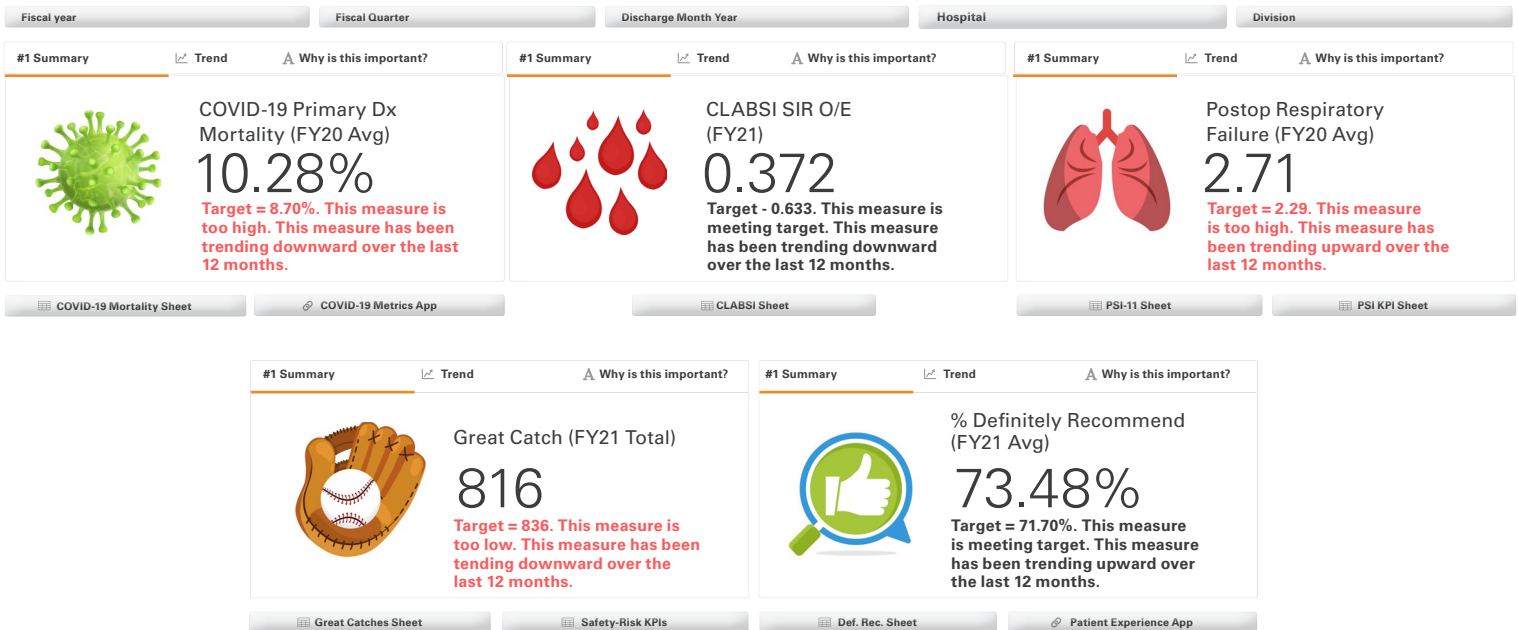 Fiscal year
Fiscal Quarter
Discharge Month Year
Hospital
Division
#1 Summary
Trend
Why is this important?
COVID-19 Primary Dx
Mortality (FY20 Avg)
10.28%
Target = 8.70%. This measure is
too high. This measure has been
trending downward over the last
12 months.
COVID-19 Mortality Sheet
COVID-19 Metrics App
#1 Summary
Trend
Why is this important?
CLABSI SIR O/E
(FY21)
0.372
Target - 0.633. This measure is
meeting target. This measure
has been trending downward
over the last 12 months.
CLABSI Sheet
#1 Summary
Trend
Why is this important?
Postop Respiratory
Failure (FY20 Avg)
2.71
Target = 2.29. This measure
is too high. This measure has
been trending upward over the
last 12 months.
PSI-11 Sheet
PSI KPI Sheet
#1 Summary
Trend
Why is this important?
Great Catch (FY21 Total)
816
Target = 836. This measure is
too low. This measure has been
tending downward over the
last 12 months.
Great Catches Sheet
Safety-Risk KPIs
#1 Summary
Trend
Why is this important?
% Definitely Recommend
(FY21 Avg)
73.48%
Target = 71.70%. This measure
is meeting target. This measure
has been trending upward over
the last 12 months.
Def. Rec. Sheet
Patient Experience App